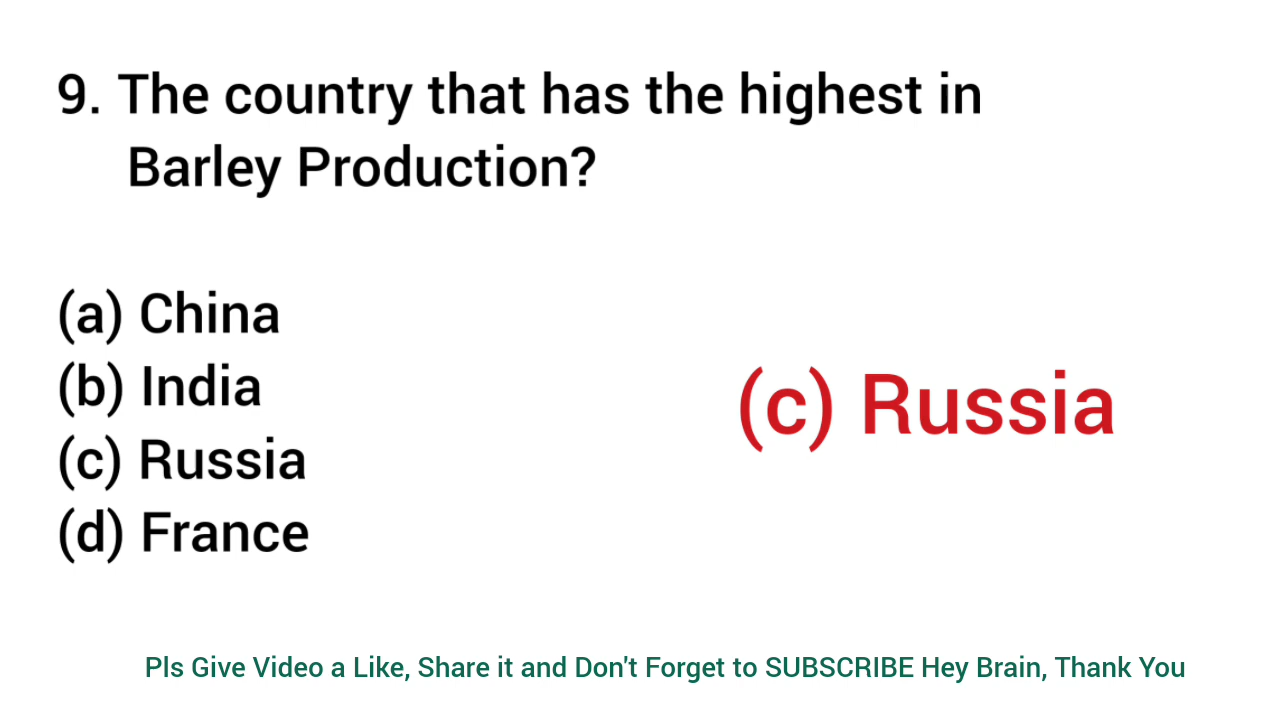 9. The country that has the highest in
Barley Production?
(a) China
(b) India
(c) Russia
(d) France
(c) Russia
Pls Give Video a Like, Share it and Don't Forget to SUBSCRIBE Hey Brain, Thank You